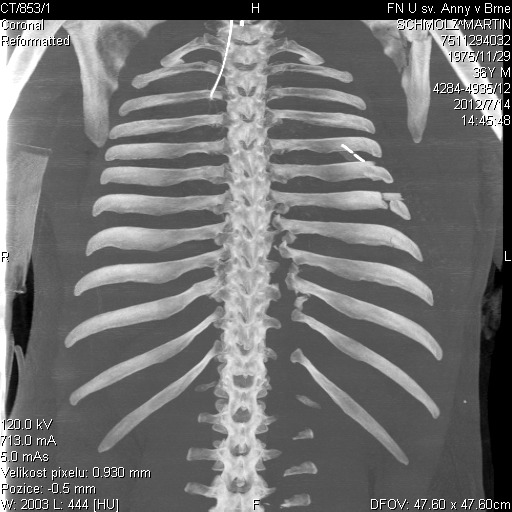 CT/853/1
Coronal
Reformatted
H
FN U sv. Anny v Brne
SCHMOLZ MARTIN
7511294032
1975/11/29
36Y M
4284-4935/12
2012/7/14
14:45:48
R
L
120.0 kV
713.0 mA
5.0 mAs
Velikost pixelu: 0.930 mm
Pozice: -0.5 mm
W: 2003 L: 444 [HU]
F
DFOV: 47.60 x 47.60cm